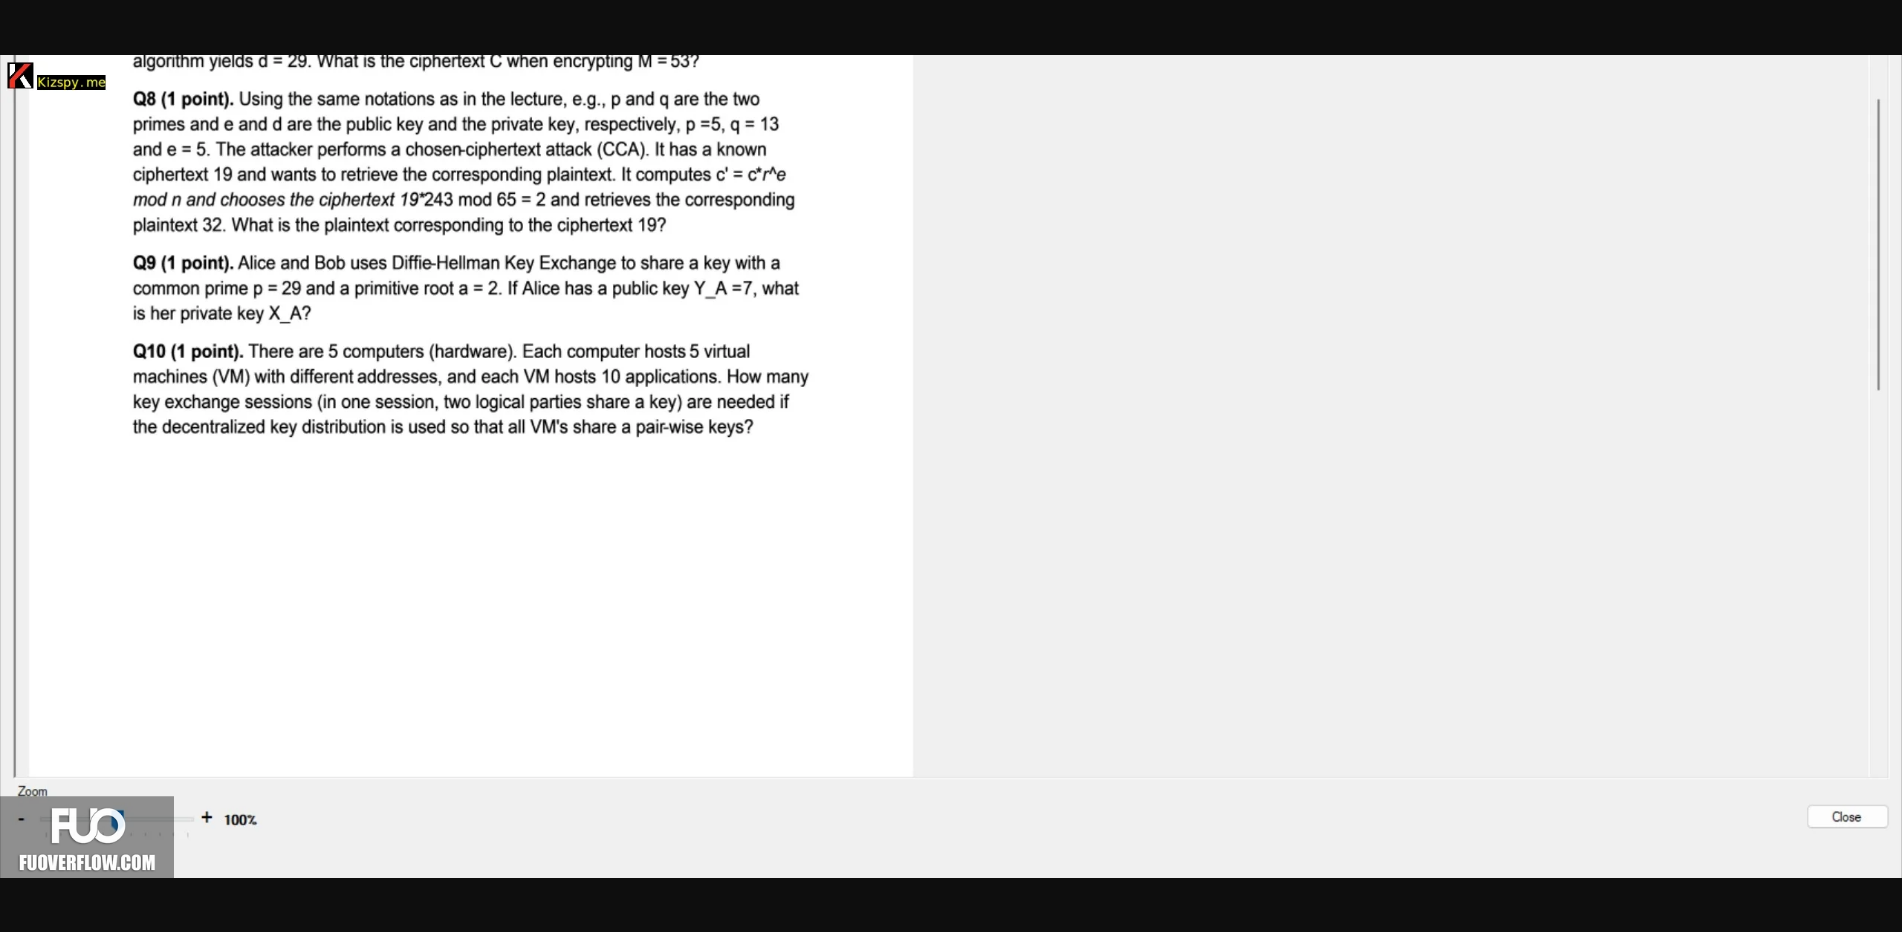 algorithm yields d = 29. What is the ciphertext C when encrypting M = 53?
Kizspy.me
Q8 (1 point). Using the same notations as in the lecture, e.g., p and q are the two
primes and e and d are the public key and the private key, respectively, p =5, q = 13
and e = 5. The attacker performs a chosen-ciphertext attack (CCA). It has a known
ciphertext 19 and wants to retrieve the corresponding plaintext. It computes c' = c*r^e
mod n and chooses the ciphertext 19*243 mod 65 = 2 and retrieves the corresponding
plaintext 32. What is the plaintext corresponding to the ciphertext 19?
Q9 (1 point). Alice and Bob uses Diffie-Hellman Key Exchange to share a key with a
common prime p = 29 and a primitive root a = 2. If Alice has a public key Y_A =7, what
is her private key X_A?
Q10 (1 point). There are 5 computers (hardware). Each computer hosts 5 virtual
machines (VM) with different addresses, and each VM hosts 10 applications. How many
key exchange sessions (in one session, two logical parties share a key) are needed if
the decentralized key distribution is used so that all VM's share a pair-wise keys?
Zoom
- + 100%
Close
FUO
FUOVERFLOW.COM